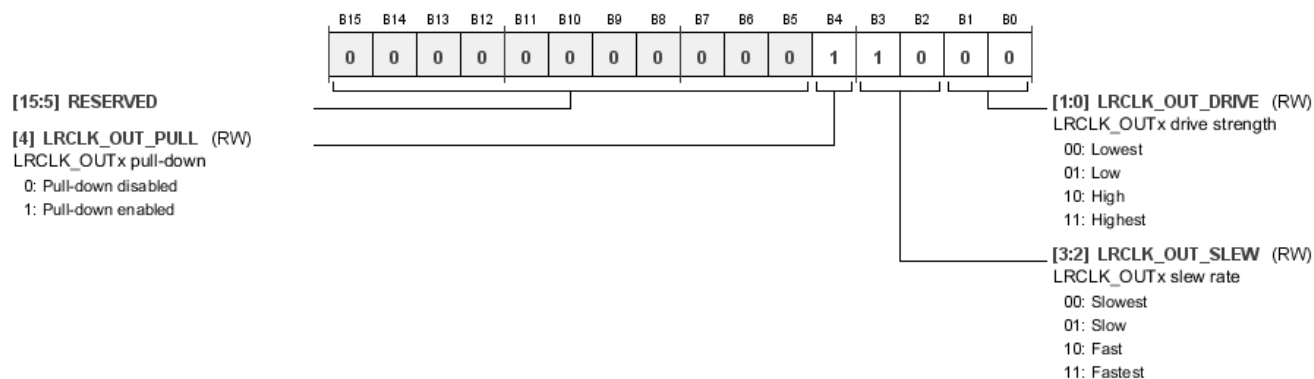 B15 B14 B13 B12 B11 B10 B9 B8 B7 B6 B5 B4 B3 B2 B1 B0
0 0 0 0 0 0 0 0 0 0 0 1 1 0 0 0
[15:5] RESERVED
[4] LRCLK_OUT_PULL (RW)
LRCLK_OUTx pull-down
0: Pull-down disabled
1: Pull-down enabled
[1:0] LRCLK_OUT_DRIVE (RW)
LRCLK_OUTx drive strength
00: Lowest
01: Low
10: High
11: Highest
[3:2] LRCLK_OUT_SLEW (RW)
LRCLK_OUTx slew rate
00: Slowest
01: Slow
10: Fast
11: Fastest